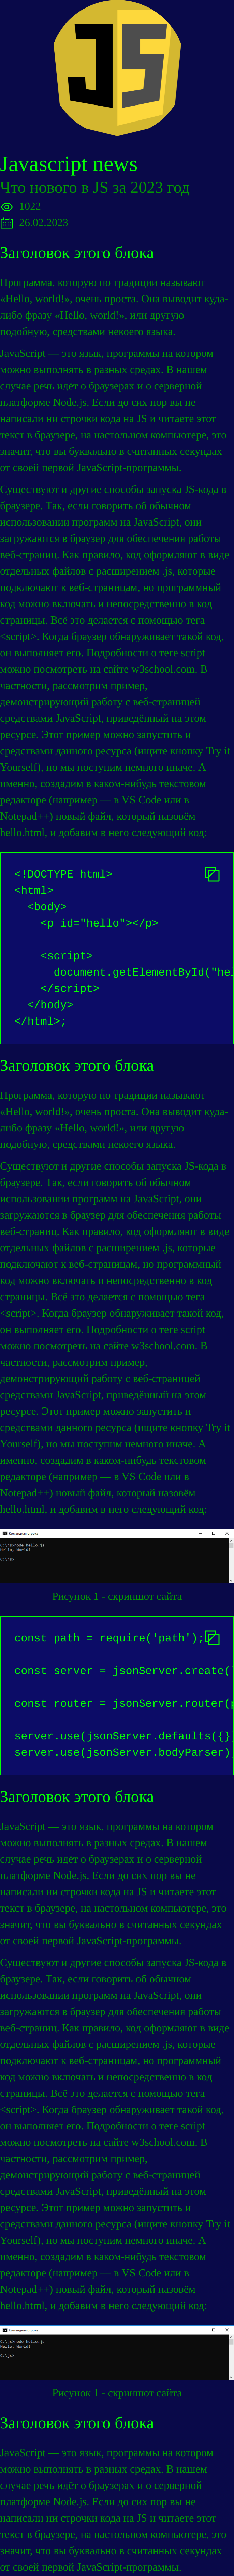 JS
Javascript news
Что нового в JS за 2023 год
1022
26.02.2023
Заголовок этого блока
Программа, которую по традиции называют
«Hello, world!», очень проста. Она выводит куда-
либо фразу «Hello, world!», или другую
подобную, средствами некоего языка.
JavaScript — это язык, программы на котором
можно выполнять в разных средах. В нашем
случае речь идёт о браузерах и о серверной
платформе Node.js. Если до сих пор вы не
написали ни строчки кода на JS и читаете этот
текст в браузере, на настольном компьютере, это
значит, что вы буквально в считанных секундах
от своей первой JavaScript-программы.
Существуют и другие способы запуска JS-кода в
браузере. Так, если говорить об обычном
использовании программ на JavaScript, они
загружаются в браузер для обеспечения работы
веб-страниц. Как правило, код оформляют в виде
отдельных файлов с расширением .js, которые
подключают к веб-страницам, но программный
код можно включать и непосредственно в код
страницы. Всё это делается с помощью тега
<script>. Когда браузер обнаруживает такой код,
он выполняет его. Подробности о теге script
можно посмотреть на сайте w3school.com. В
частности, рассмотрим пример,
демонстрирующий работу с веб-страницей
средствами JavaScript, приведённый на этом
ресурсе. Этот пример можно запустить и
средствами данного ресурса (ищите кнопку Try it
Yourself), но мы поступим немного иначе. А
именно, создадим в каком-нибудь текстовом
редакторе (например — в VS Code или в
Notepad++) новый файл, который назовём
hello.html, и добавим в него следующий код:
<!DOCTYPE html>
<html>
<body>
<p id="hello"></p>
<script>
document.getElementById("hel
</script>
</body>
</html>;
Заголовок этого блока
Программа, которую по традиции называют
«Hello, world!», очень проста. Она выводит куда-
либо фразу «Hello, world!», или другую
подобную, средствами некоего языка.
Существуют и другие способы запуска JS-кода в
браузере. Так, если говорить об обычном
использовании программ на JavaScript, они
загружаются в браузер для обеспечения работы
веб-страниц. Как правило, код оформляют в виде
отдельных файлов с расширением .js, которые
подключают к веб-страницам, но программный
код можно включать и непосредственно в код
страницы. Всё это делается с помощью тега
<script>. Когда браузер обнаруживает такой код,
он выполняет его. Подробности о теге script
можно посмотреть на сайте w3school.com. В
частности, рассмотрим пример,
демонстрирующий работу с веб-страницей
средствами JavaScript, приведённый на этом
ресурсе. Этот пример можно запустить и
средствами данного ресурса (ищите кнопку Try it
Yourself), но мы поступим немного иначе. А
именно, создадим в каком-нибудь текстовом
редакторе (например — в VS Code или в
Notepad++) новый файл, который назовём
hello.html, и добавим в него следующий код:
Командная строка
C:\js>node hello.js
Hello, World!
C:\js>
Рисунок 1 - скриншот сайта
const path = require('path');
const server = jsonServer.create(
const router = jsonServer.router(p
server.use(jsonServer.defaults({})
server.use(jsonServer.bodyParser)
Заголовок этого блока
JavaScript — это язык, программы на котором
можно выполнять в разных средах. В нашем
случае речь идёт о браузерах и о серверной
платформе Node.js. Если до сих пор вы не
написали ни строчки кода на JS и читаете этот
текст в браузере, на настольном компьютере, это
значит, что вы буквально в считанных секундах
от своей первой JavaScript-программы.
Существуют и другие способы запуска JS-кода в
браузере. Так, если говорить об обычном
использовании программ на JavaScript, они
загружаются в браузер для обеспечения работы
веб-страниц. Как правило, код оформляют в виде
отдельных файлов с расширением .js, которые
подключают к веб-страницам, но программный
код можно включать и непосредственно в код
страницы. Всё это делается с помощью тега
<script>. Когда браузер обнаруживает такой код,
он выполняет его. Подробности о теге script
можно посмотреть на сайте w3school.com. В
частности, рассмотрим пример,
демонстрирующий работу с веб-страницей
средствами JavaScript, приведённый на этом
ресурсе. Этот пример можно запустить и
средствами данного ресурса (ищите кнопку Try it
Yourself), но мы поступим немного иначе. А
именно, создадим в каком-нибудь текстовом
редакторе (например — в VS Code или в
Notepad++) новый файл, который назовём
hello.html, и добавим в него следующий код:
Командная строка
C:\js>node hello.js
Hello, World!
C:\js>
Рисунок 1 - скриншот сайта
Заголовок этого блока
JavaScript — это язык, программы на котором
можно выполнять в разных средах. В нашем
случае речь идёт о браузерах и о серверной
платформе Node.js. Если до сих пор вы не
написали ни строчки кода на JS и читаете этот
текст в браузере, на настольном компьютере, это
значит, что вы буквально в считанных секундах
от своей первой JavaScript-программы.